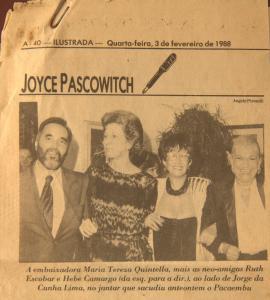 A - 40 — ILUSTRADA — Quarta-feira, 3 de fevereiro de 1988
JOYCE PASCOWITCH
A embaixadora Maria Tereza Quintella, mais as neo-amigas Ruth
Escobar e Hebe Camargo (da esq. para a dir.), ao lado de Jorge da
Cunha Lima, no jantar que sacudiu anteontem o Pacaembu